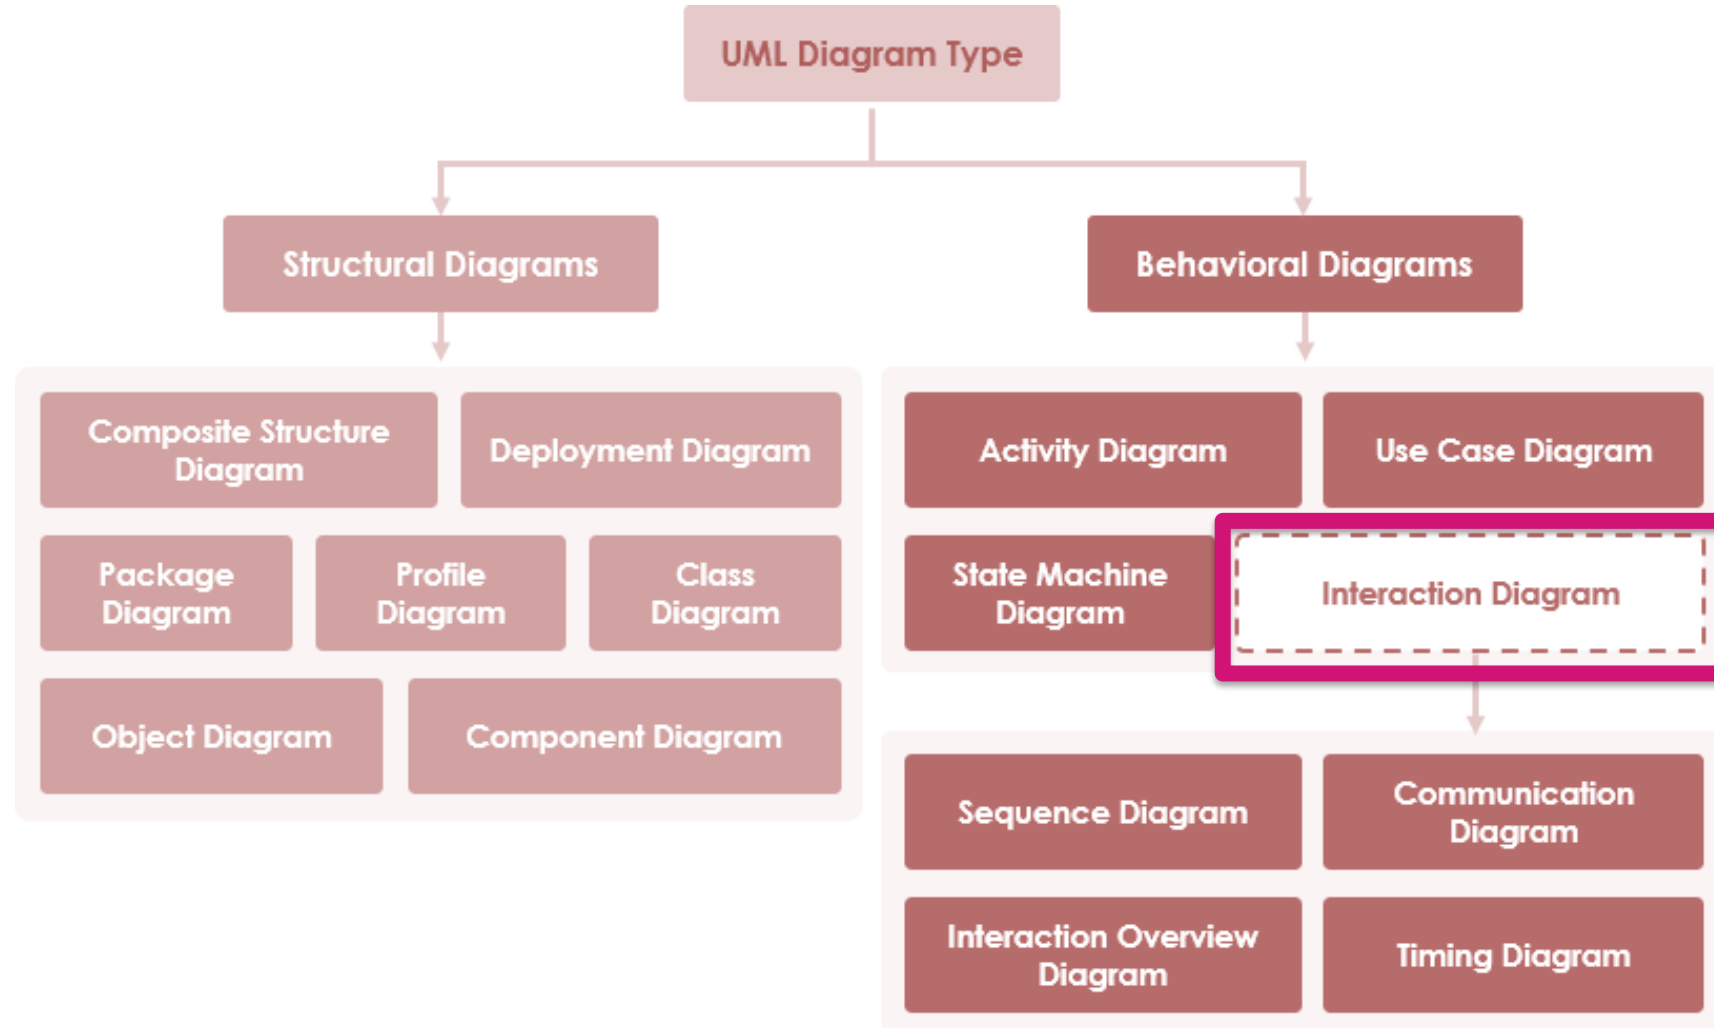 UML Diagram Type
Structural Diagrams
Behavioral Diagrams
Composite Structure
Diagram
Deployment Diagram
Package
Diagram
Profile
Diagram
Class
Diagram
Object Diagram
Component Diagram
Activity Diagram
Use Case Diagram
State Machine
Diagram
Interaction Diagram
Sequence Diagram
Communication
Diagram
Interaction Overview
Diagram
Timing Diagram